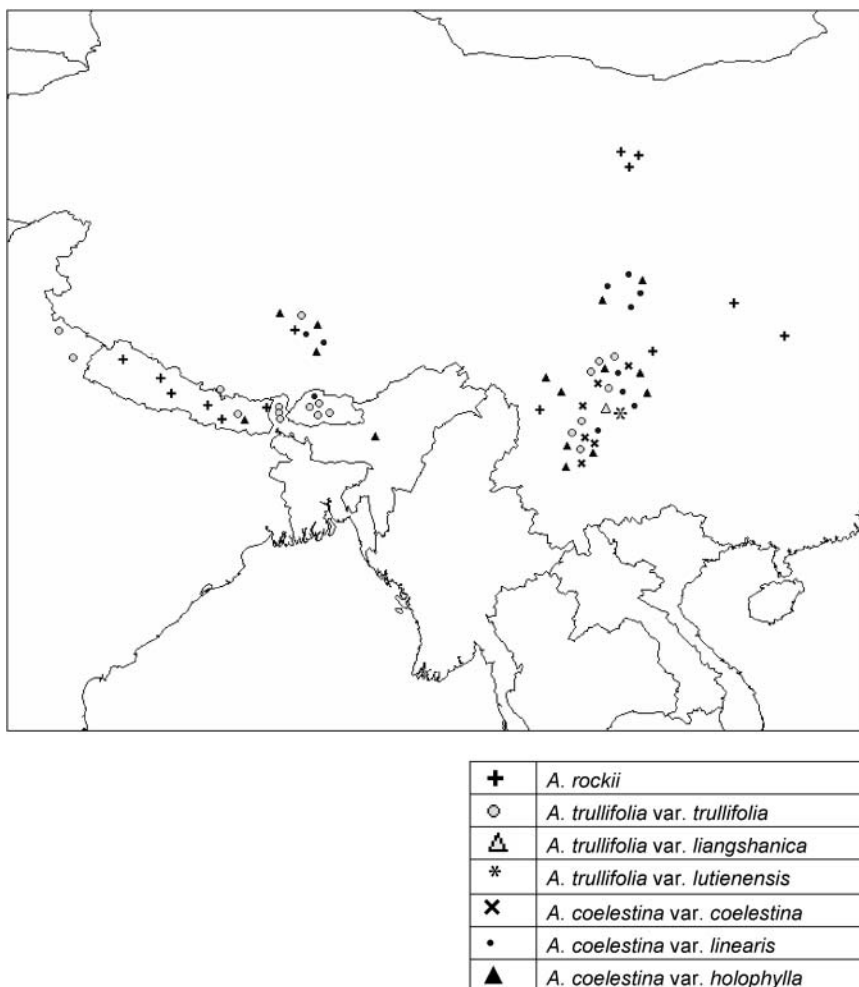 A. rockii
A. trullifolia var. trullifolia
A. trullifolia var. liangshanica
A. trullifolia var. lutienensis
A. coelestina var. coelestina
A. coelestina var. linearis
A. coelestina var. holophylla